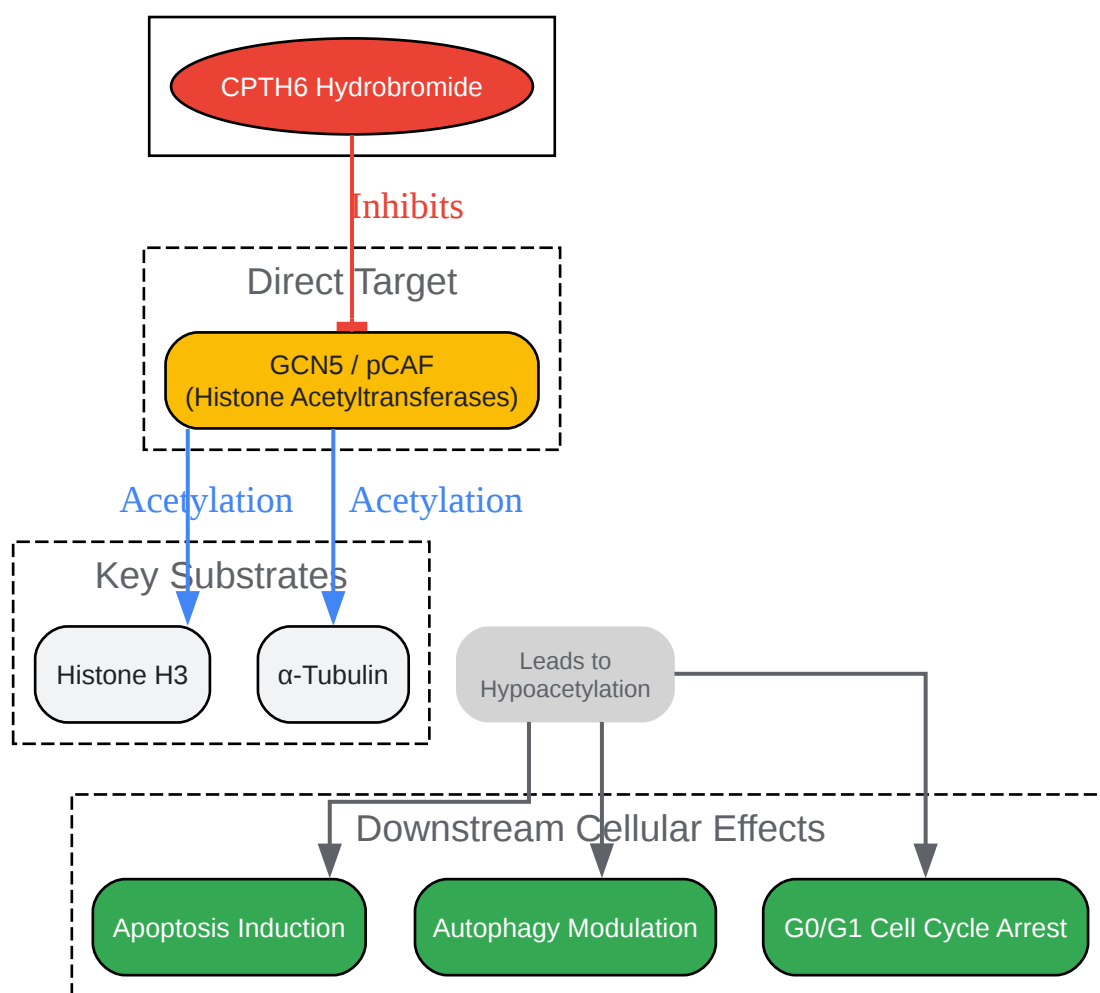 CPTH6 Hydrobromide
Inhibits
Direct Target
GCN5 / pCAF
(Histone Acetyltransferases)
Acetylation
Acetylation
Key Substrates
Histone H3
α-Tubulin
Leads to
Hypoacetylation
Downstream Cellular Effects
Apoptosis Induction
Autophagy Modulation
G0/G1 Cell Cycle Arrest